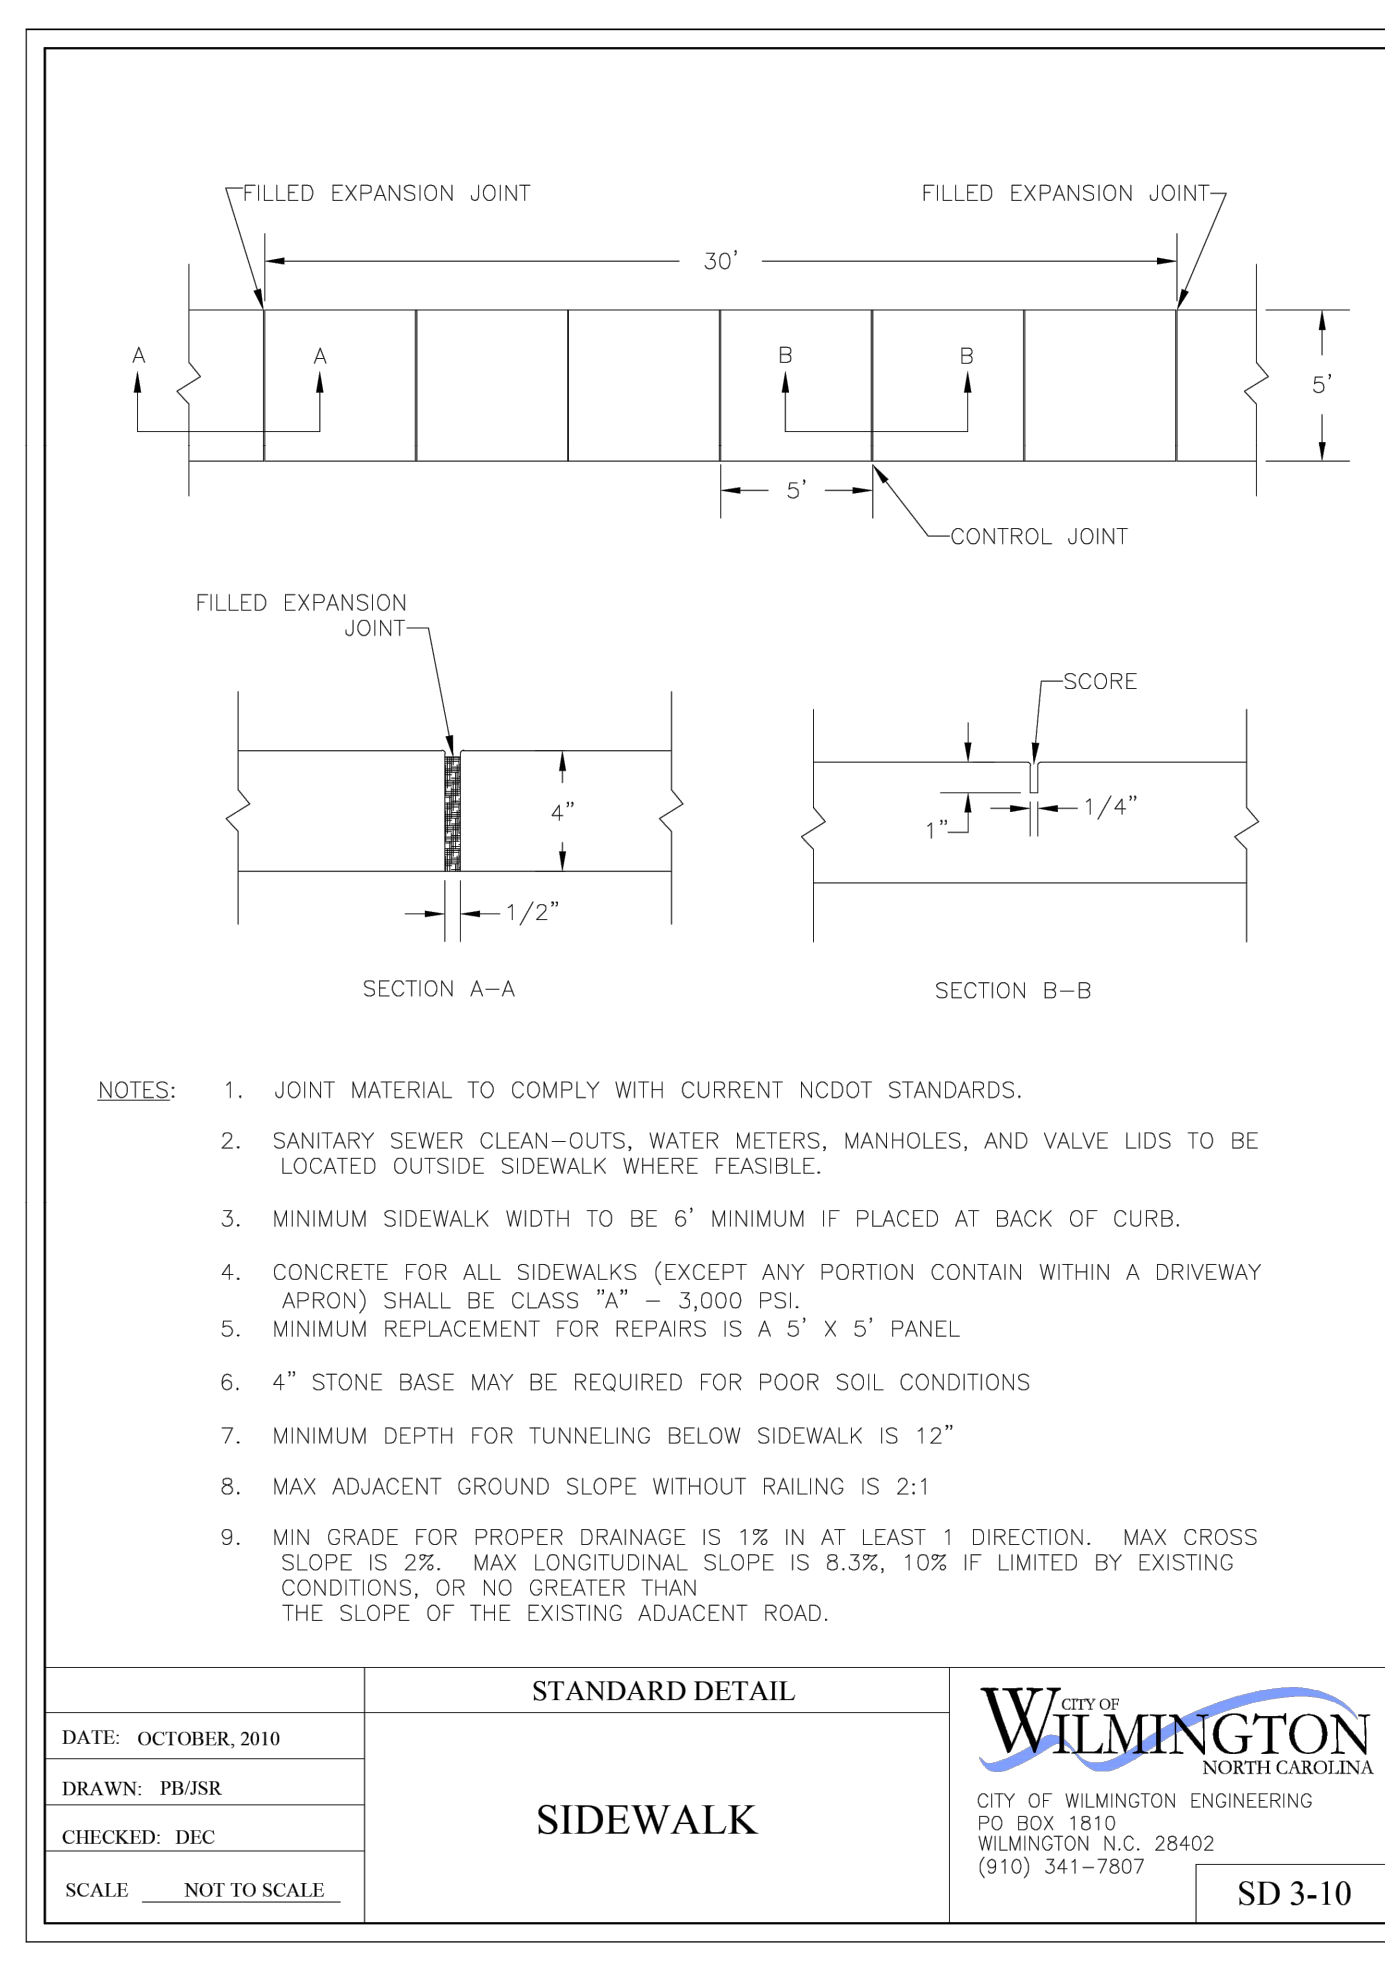 FILLED EXPANSION JOINT
FILLED EXPANSION JOINT
30'
A
A
B
B
5'
5'
CONTROL JOINT
FILLED EXPANSION
JOINT
SCORE
4"
1/4"
1"
1/2"
SECTION A-A
SECTION B-B
NOTES: 1. JOINT MATERIAL TO COMPLY WITH CURRENT NCDOT STANDARDS.
2. SANITARY SEWER CLEAN-OUTS, WATER METERS, MANHOLES, AND VALVE LIDS TO BE
LOCATED OUTSIDE SIDEWALK WHERE FEASIBLE.
3. MINIMUM SIDEWALK WIDTH TO BE 6' MINIMUM IF PLACED AT BACK OF CURB.
4. CONCRETE FOR ALL SIDEWALKS (EXCEPT ANY PORTION CONTAIN WITHIN A DRIVEWAY
APRON) SHALL BE CLASS "A" - 3,000 PSI.
5. MINIMUM REPLACEMENT FOR REPAIRS IS A 5' X 5' PANEL
6. 4" STONE BASE MAY BE REQUIRED FOR POOR SOIL CONDITIONS
7. MINIMUM DEPTH FOR TUNNELING BELOW SIDEWALK IS 12"
8. MAX ADJACENT GROUND SLOPE WITHOUT RAILING IS 2:1
9. MIN GRADE FOR PROPER DRAINAGE IS 1% IN AT LEAST 1 DIRECTION. MAX CROSS
SLOPE IS 2%. MAX LONGITUDINAL SLOPE IS 8.3%, 10% IF LIMITED BY EXISTING
CONDITIONS, OR NO GREATER THAN
THE SLOPE OF THE EXISTING ADJACENT ROAD.
STANDARD DETAIL
DATE: OCTOBER, 2010
DRAWN: PB/JSR
CHECKED: DEC
SCALE NOT TO SCALE
SIDEWALK
CITY OF
WILMINGTON
NORTH CAROLINA
CITY OF WILMINGTON ENGINEERING
PO BOX 1810
WILMINGTON N.C. 28402
(910) 341-7807
SD 3-10